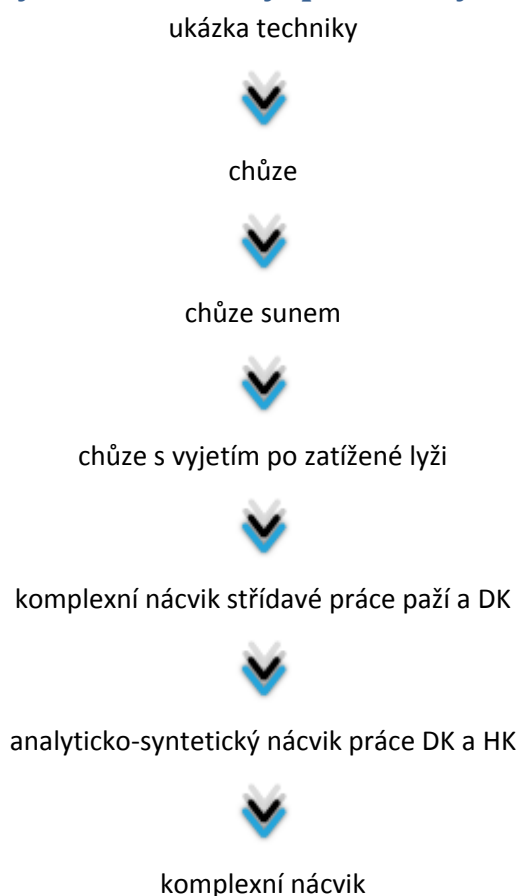 ukázka techniky
chůze
chůze sunem
chůze s vyjetím po zatížené lyži
komplexní nácvik střídavé práce paží a DK
analyticko-syntetický nácvik práce DK a HK
komplexní nácvik